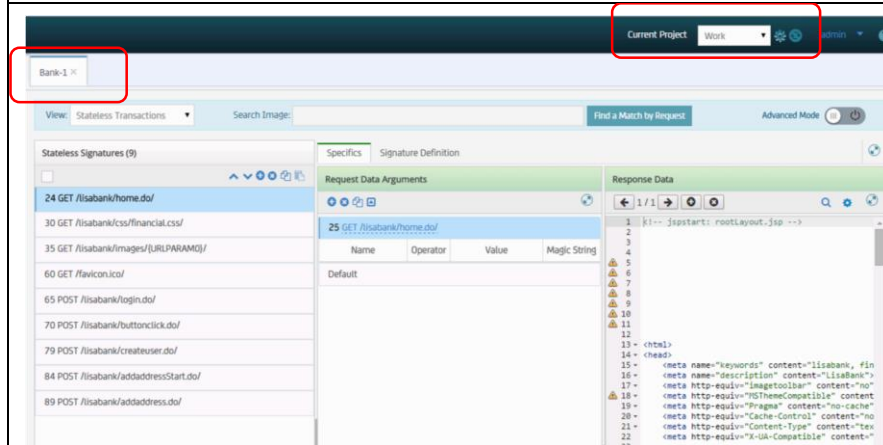 Current Project Work admin
Bank-1 ×
View: Stateless Transactions Search Image: Find a Match by Request Advanced Mode
Stateless Signatures (9)
24 GET /lisabank/home.do/
30 GET /lisabank/css/financial.css/
35 GET /lisabank/images/{URLPARAM0}/
60 GET /favicon.ico/
65 POST /lisabank/login.do/
70 POST /lisabank/buttonclick.do/
79 POST /lisabank/createuser.do/
84 POST /lisabank/addaddressStart.do/
89 POST /lisabank/addaddress.do/
Specifics Signature Definition
Request Data Arguments
25 GET /lisabank/home.do/
Name Operator Value Magic String
Default
Response Data
1 / 1
1 <!-- jspstart: rootLayout.jsp -->
2
3
4
5
6
7
8
9
10
11
12
13 <html>
14 <head>
15 <meta name="keywords" content="lisabank, fin
16 <meta name="description" content="LisaBank">
17 <meta http-equiv="imagetoolbar" content="no"
18 <meta http-equiv="MSThemeCompatible" content
19 <meta http-equiv="Pragma" content="no-cache"
20 <meta http-equiv="Cache-Control" content="no
21 <meta http-equiv="Content-Type" content="tex
22 <meta http-equiv="X-UA-Compatible" content="